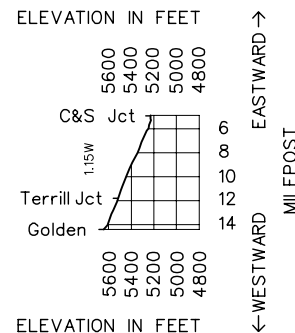 ELEVATION IN FEET
5600
5400
5200
5000
4800
C&S Jct
1.15W
Terrill Jct
Golden
6
8
10
12
14
EASTWARD →
MILEPOST
← WESTWARD
5600
5400
5200
5000
4800
ELEVATION IN FEET